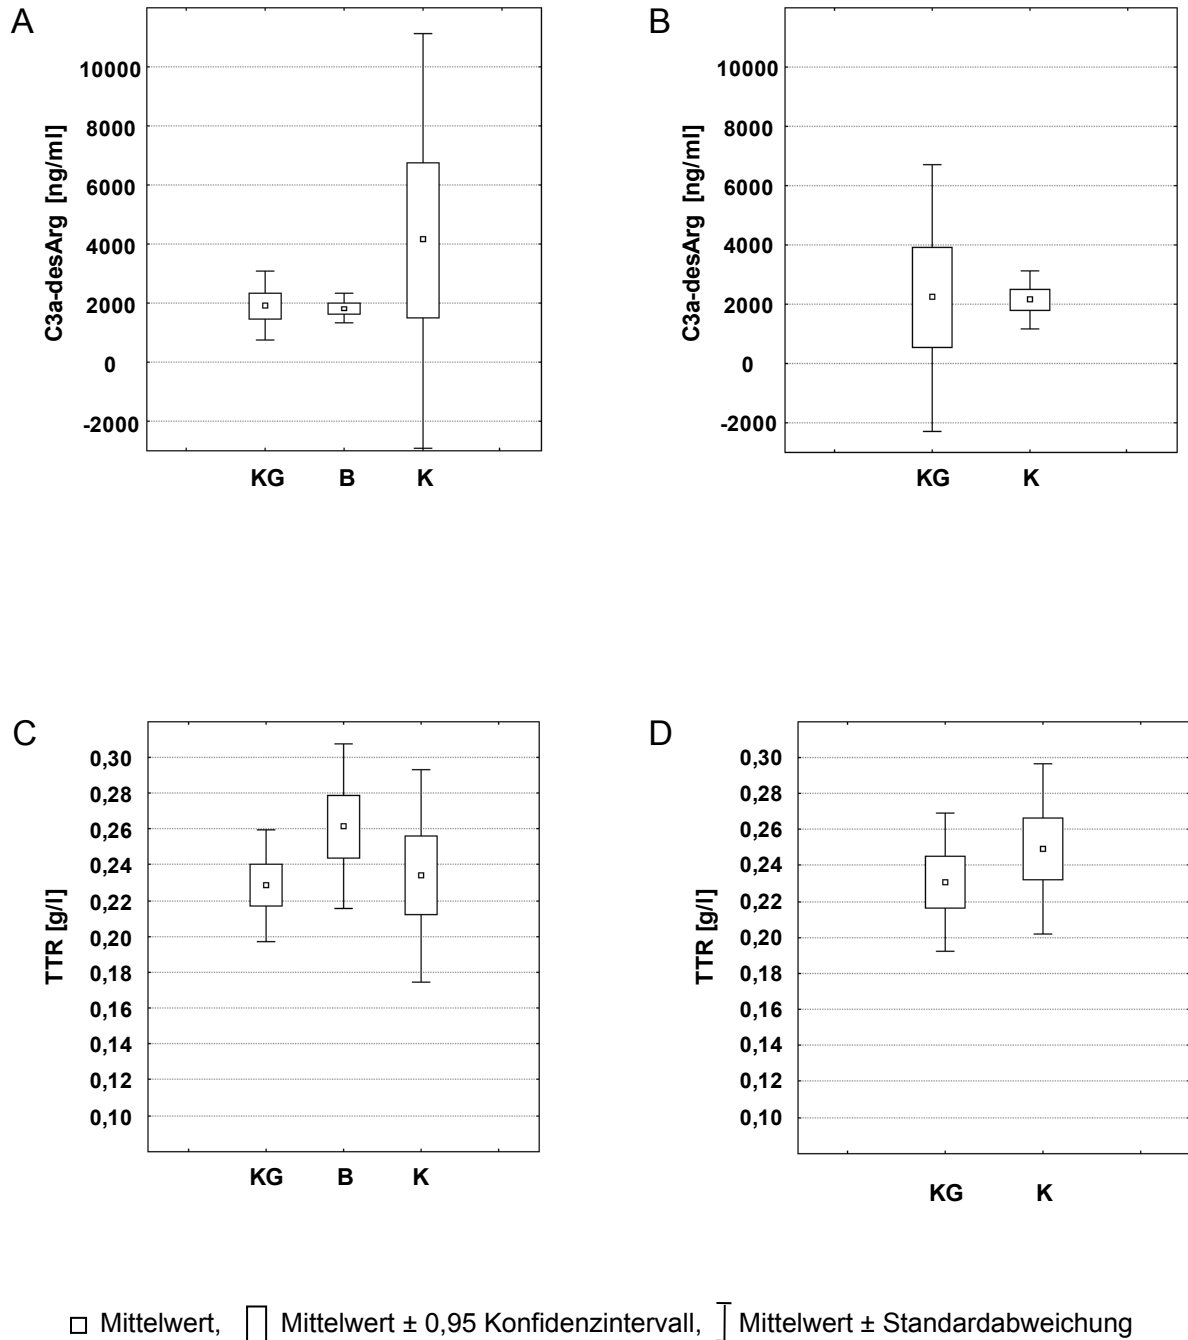 A
C3a-desArg [ng/ml]
10000
8000
6000
4000
2000
0
-2000
KG B K
B
C3a-desArg [ng/ml]
10000
8000
6000
4000
2000
0
-2000
KG K
C
TTR [g/l]
0,30
0,28
0,26
0,24
0,22
0,20
0,18
0,16
0,14
0,12
0,10
KG B K
D
TTR [g/l]
0,30
0,28
0,26
0,24
0,22
0,20
0,18
0,16
0,14
0,12
0,10
KG K
Mittelwert, Mittelwert ± 0,95 Konfidenzintervall, Mittelwert ± Standardabweichung